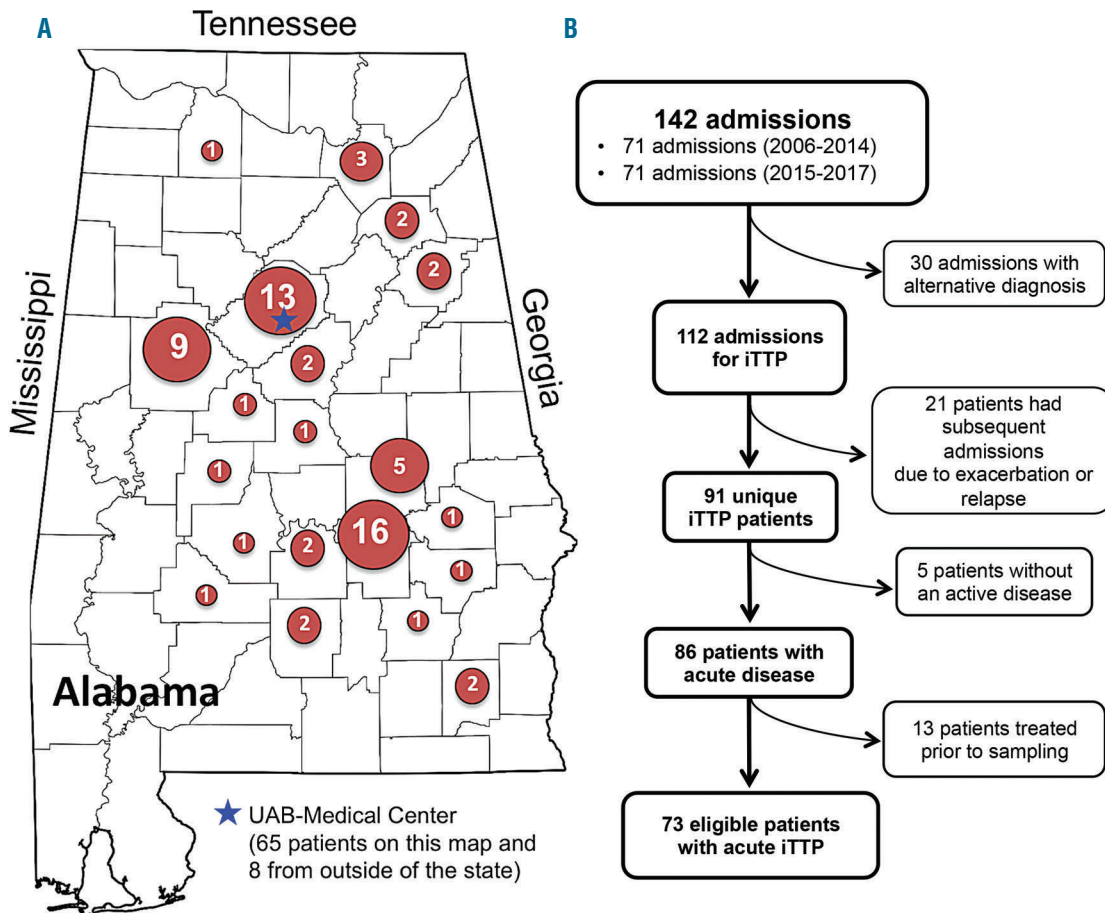 A
Tennessee
1
3
2
2
13
9
2
1
1
5
1
16
1
1
2
1
1
1
2
2
Mississippi
Georgia
Alabama
UAB-Medical Center
(65 patients on this map and
8 from outside of the state)
B
142 admissions
• 71 admissions (2006-2014)
• 71 admissions (2015-2017)
30 admissions with
alternative diagnosis
112 admissions
for iTTP
21 patients had
subsequent
admissions
due to exacerbation or
relapse
91 unique
iTTP patients
5 patients without
an active disease
86 patients with
acute disease
13 patients treated
prior to sampling
73 eligible patients
with acute iTTP